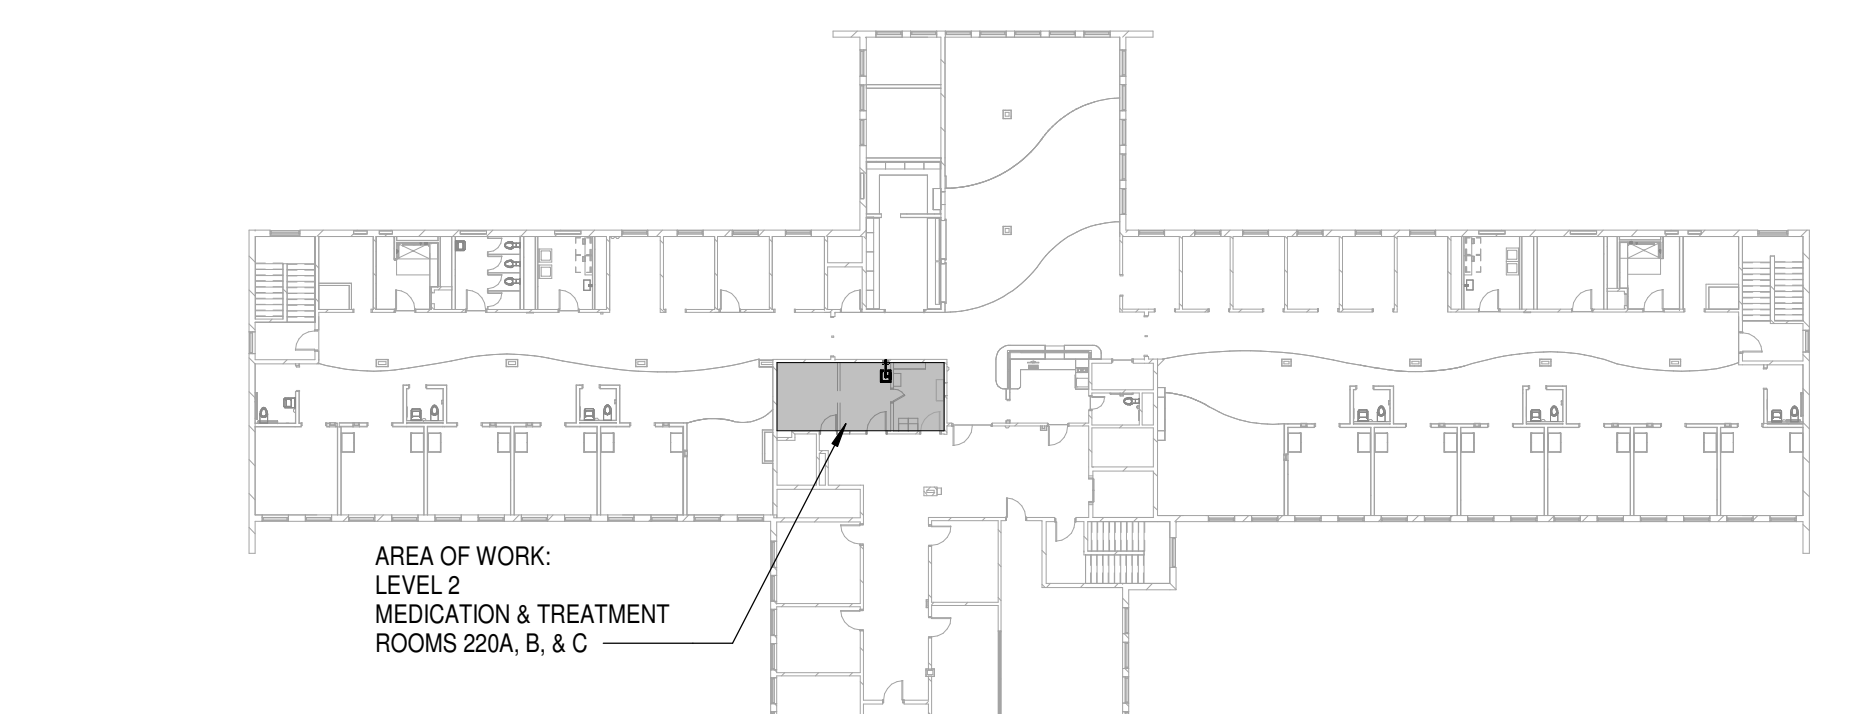 AREA OF WORK:
LEVEL 2
MEDICATION & TREATMENT
ROOMS 220A, B, & C